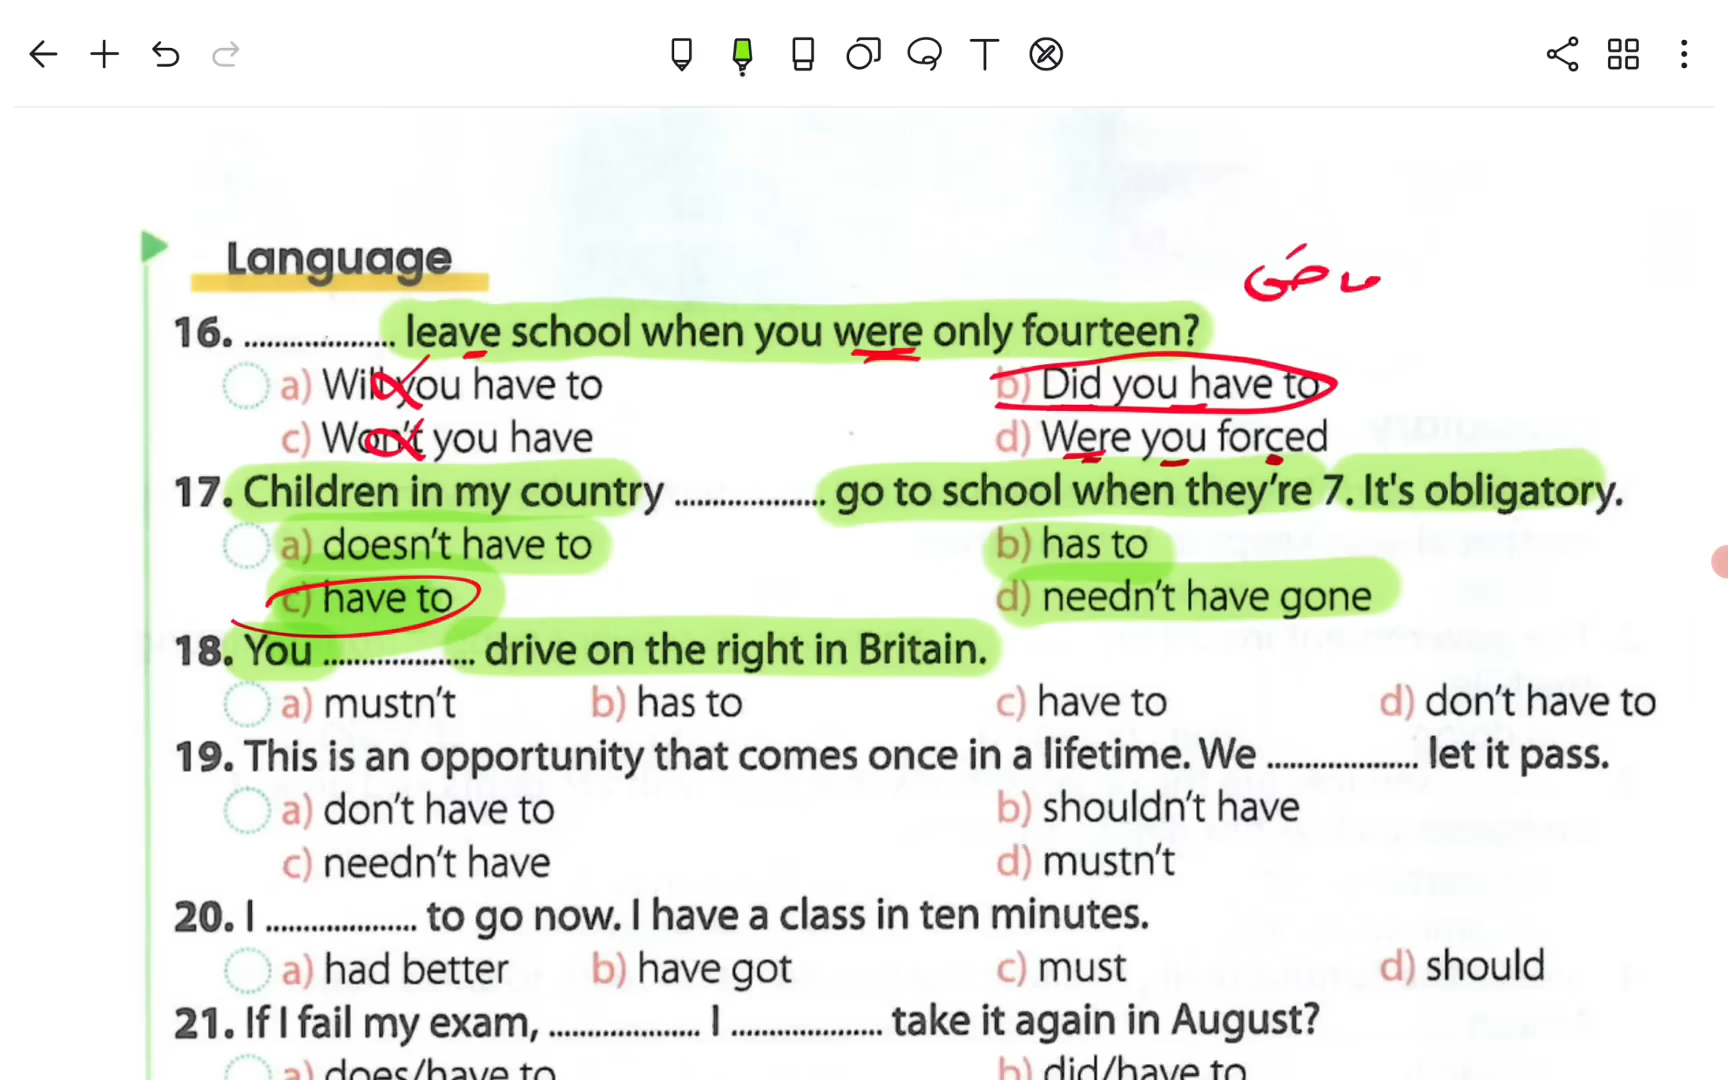 Language
ماضى
16. .................... leave school when you were only fourteen?
a) Will you have to b) Did you have to
c) Won't you have d) Were you forced
17. Children in my country .................... go to school when they're 7. It's obligatory.
a) doesn't have to b) has to
c) have to d) needn't have gone
18. You .................... drive on the right in Britain.
a) mustn't b) has to c) have to d) don't have to
19. This is an opportunity that comes once in a lifetime. We .................... let it pass.
a) don't have to b) shouldn't have
c) needn't have d) mustn't
20. I .................... to go now. I have a class in ten minutes.
a) had better b) have got c) must d) should
21. If I fail my exam, .................... I .................... take it again in August?
a) does/have to b) did/have to